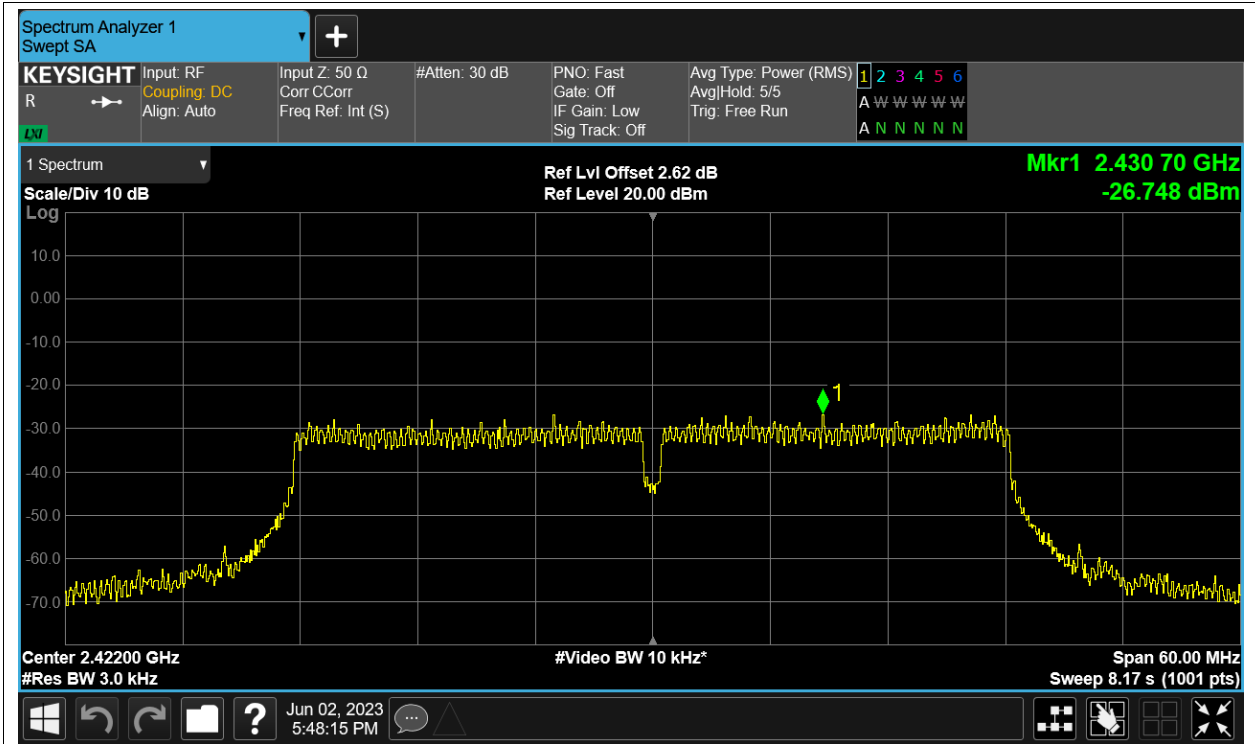 Spectrum Analyzer 1
Swept SA
KEYSIGHT
R
LXI
Input: RF
Coupling: DC
Align: Auto
Input Z: 50 Ω
Corr CCorr
Freq Ref: Int (S)
#Atten: 30 dB
PNO: Fast
Gate: Off
IF Gain: Low
Sig Track: Off
Avg Type: Power (RMS)
Avg|Hold: 5/5
Trig: Free Run
1 2 3 4 5 6
A W W W W W
A N N N N N
1 Spectrum
Scale/Div 10 dB
Log
Ref Lvl Offset 2.62 dB
Ref Level 20.00 dBm
Mkr1 2.430 70 GHz
-26.748 dBm
10.0
0.00
-10.0
-20.0
-30.0
-40.0
-50.0
-60.0
-70.0
1
Center 2.42200 GHz
#Res BW 3.0 kHz
#Video BW 10 kHz*
Span 60.00 MHz
Sweep 8.17 s (1001 pts)
?
Jun 02, 2023
5:48:15 PM